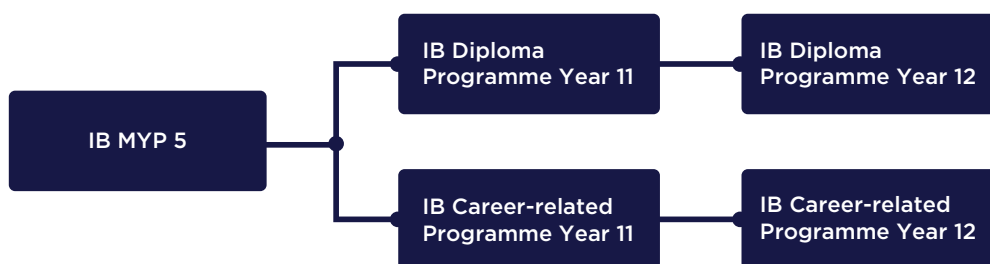 IB Diploma
Programme Year 11
IB Diploma
Programme Year 12
IB MYP 5
IB Career-related
Programme Year 11
IB Career-related
Programme Year 12